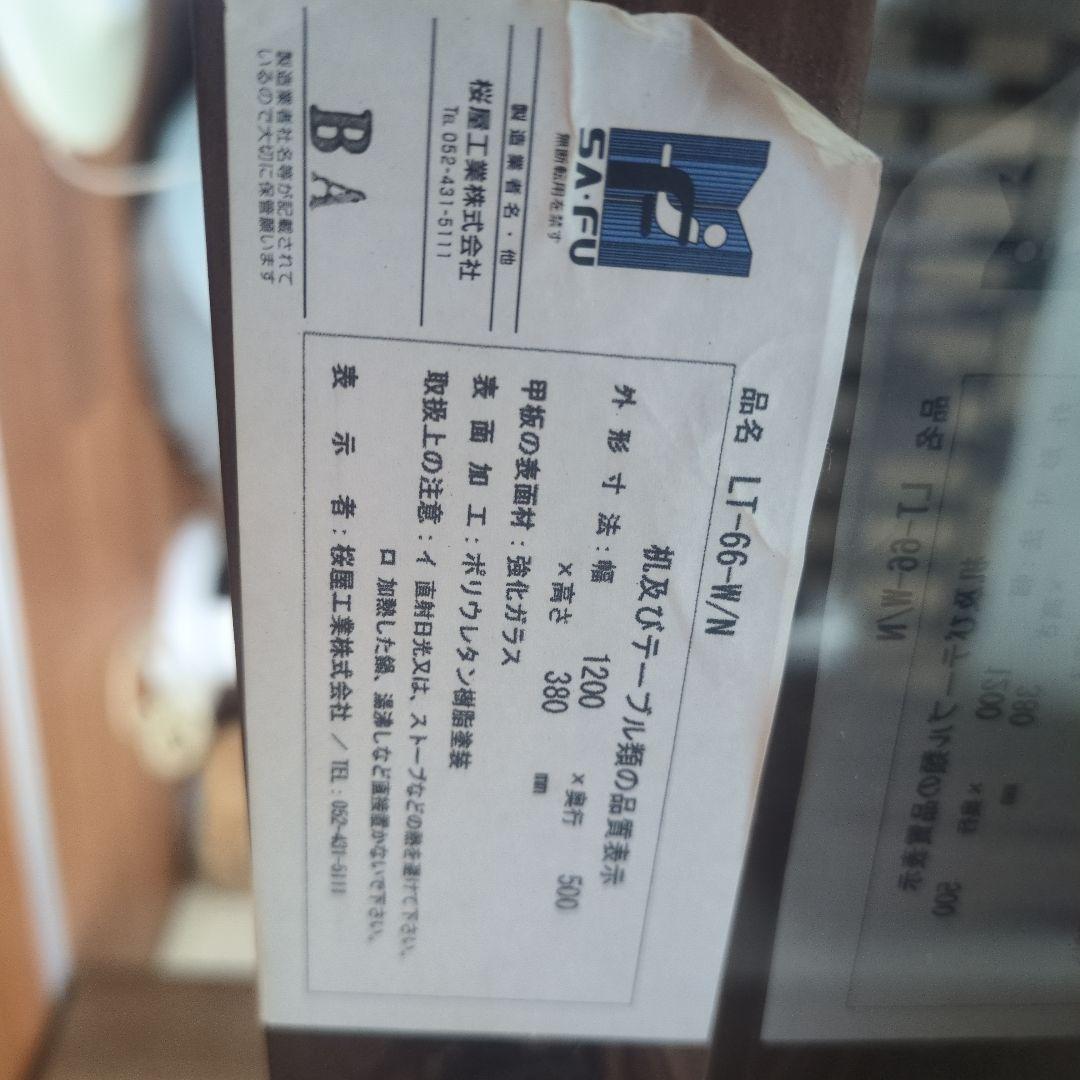 SA・FU
無断転用を禁ず
製造業者名・他
桜屋工業株式会社
TEL 052-431-5111
BA
製造業者社名等が記載されて
いるので大切に保管願います
品名 LT-66-W/N
机及びテーブル類の品質表示
外形寸法:幅 1200 ×奥行 500
×高さ 380 mm
甲板の表面材:強化ガラス
表面加工:ポリウレタン樹脂塗装
取扱上の注意:イ 直射日光又は、ストーブなどの熱を避けて下さい。
ロ 加熱した鍋、湯沸しなど直接置かないで下さい。
表示者:桜屋工業株式会社 / TEL:052-431-5111